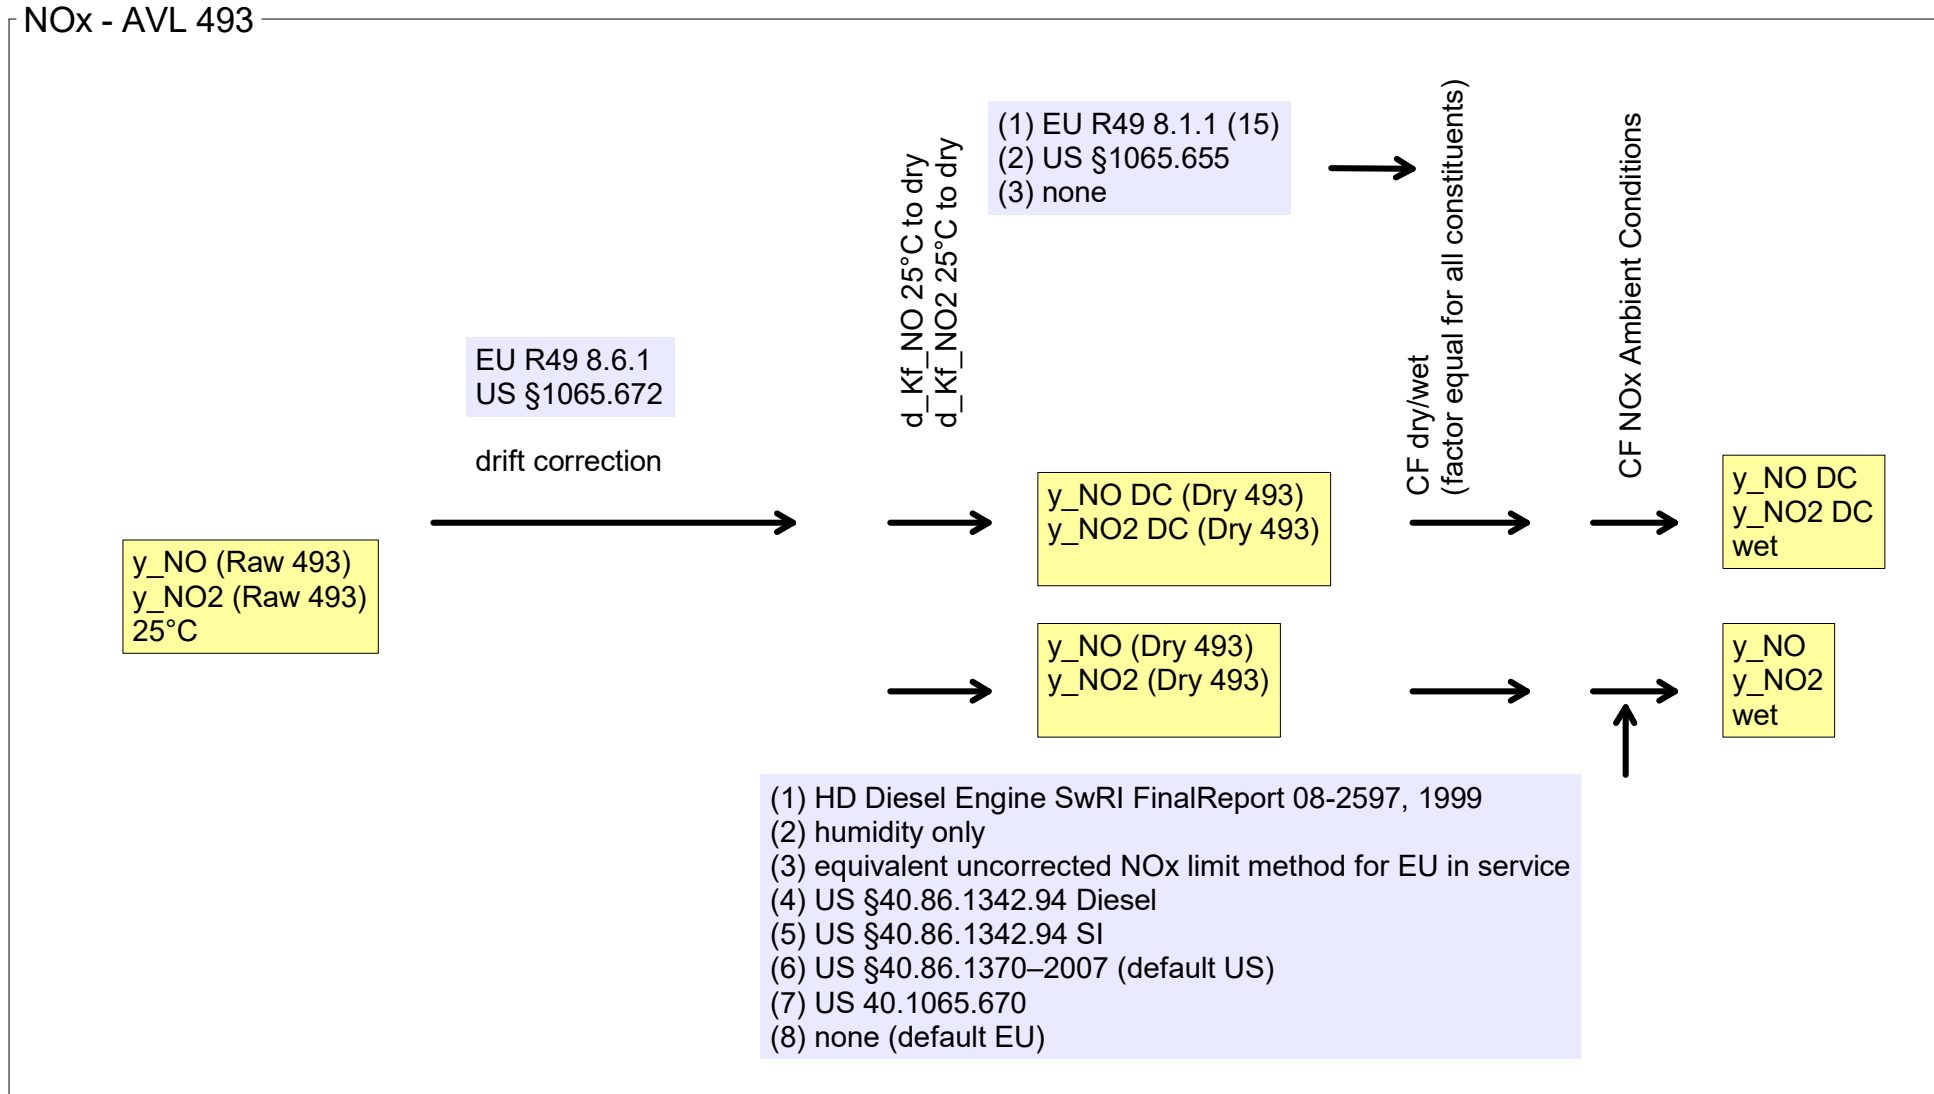 NOx - AVL 493
(1) EU R49 8.1.1 (15)
(2) US §1065.655
(3) none
d_Kf_NO 25°C to dry
d_Kf_NO2 25°C to dry
CF dry/wet
(factor equal for all constituents)
CF NOx Ambient Conditions
EU R49 8.6.1
US §1065.672
drift correction
y_NO (Raw 493)
y_NO2 (Raw 493)
25°C
y_NO DC (Dry 493)
y_NO2 DC (Dry 493)
y_NO DC
y_NO2 DC
wet
y_NO (Dry 493)
y_NO2 (Dry 493)
y_NO
y_NO2
wet
(1) HD Diesel Engine SwRI FinalReport 08-2597, 1999
(2) humidity only
(3) equivalent uncorrected NOx limit method for EU in service
(4) US §40.86.1342.94 Diesel
(5) US §40.86.1342.94 SI
(6) US §40.86.1370–2007 (default US)
(7) US 40.1065.670
(8) none (default EU)